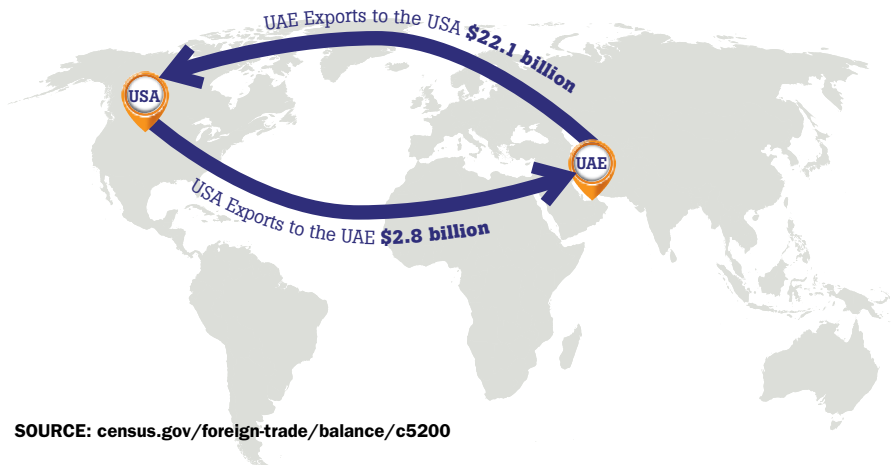 UAE Exports to the USA $22.1 billion
USA
UAE
USA Exports to the UAE $2.8 billion
SOURCE: census.gov/foreign-trade/balance/c5200